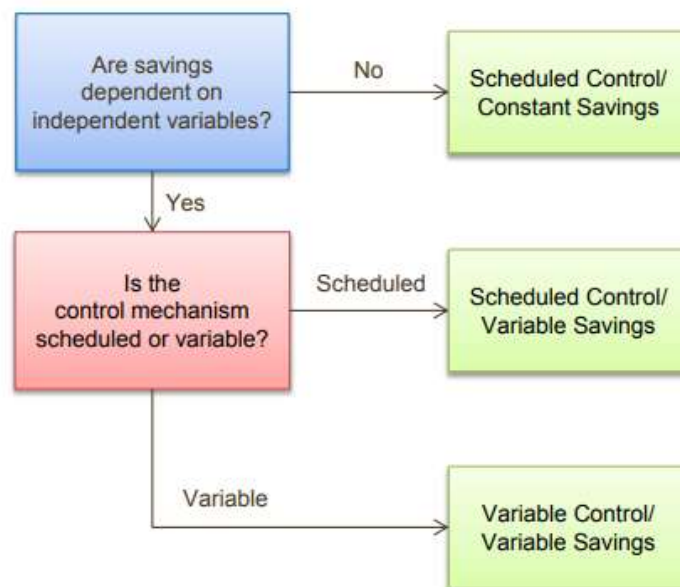 Are savings
dependent on
independent variables?
No
Scheduled Control/
Constant Savings
Yes
Is the
control mechanism
scheduled or variable?
Scheduled
Scheduled Control/
Variable Savings
Variable
Variable Control/
Variable Savings